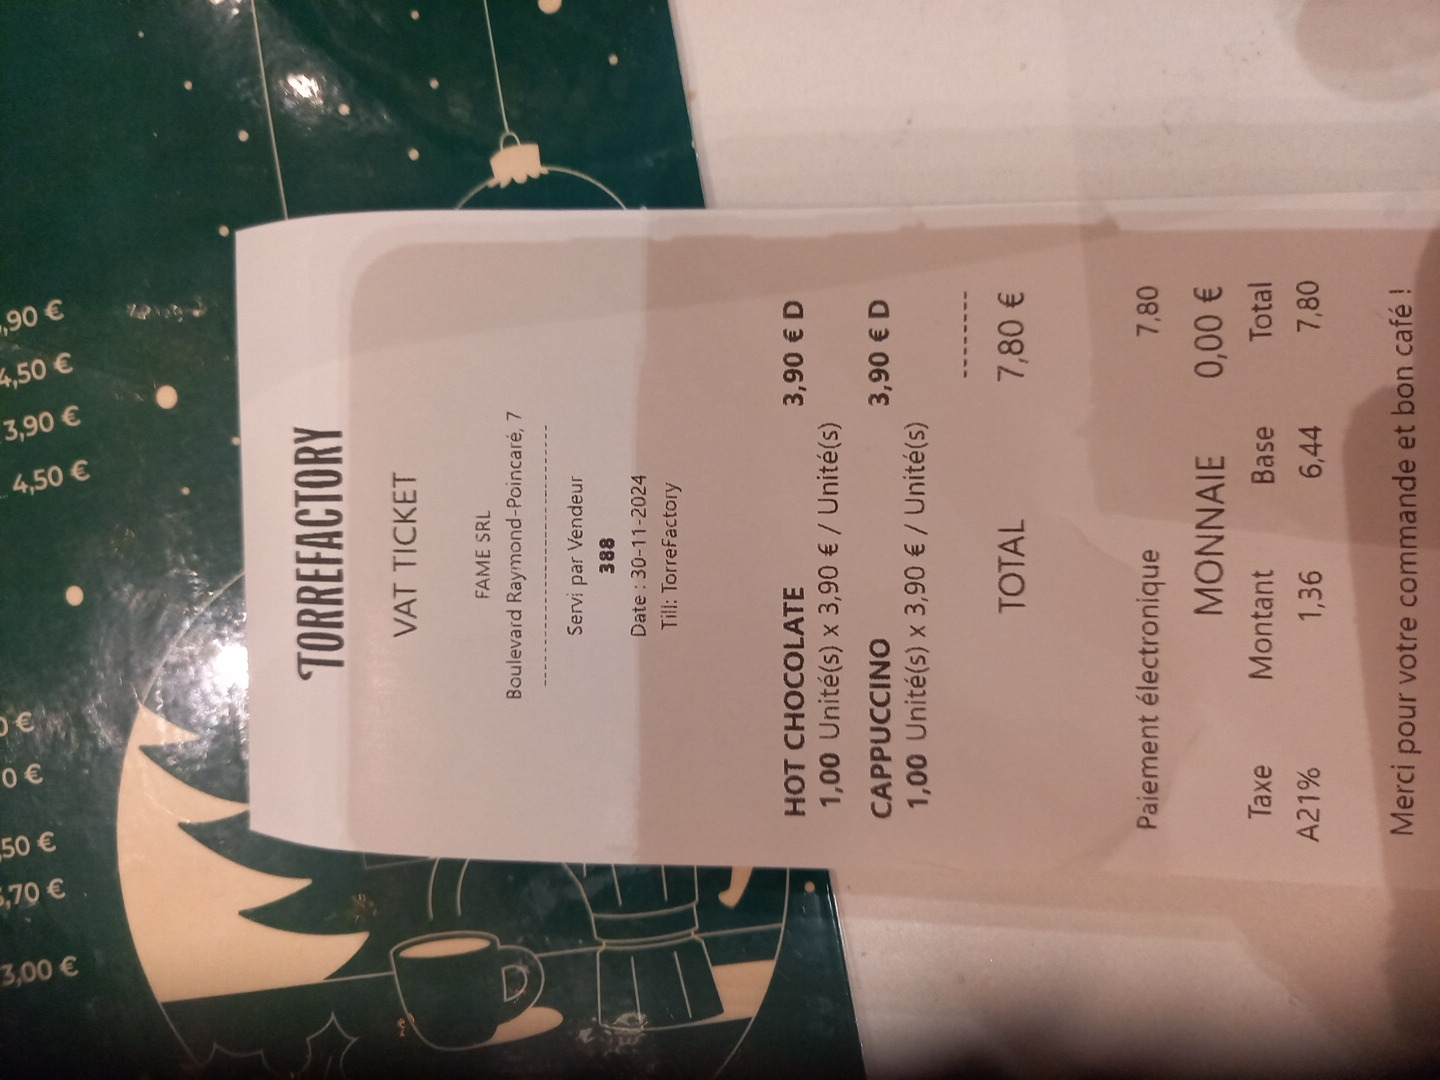 ,90 €
4,50 €
3,90 €
4,50 €
0 €
0 €
50 €
,70 €
3,00 €
TORREFACTORY
VAT TICKET
FAME SRL
Boulevard Raymond-Poincaré, 7
--------------------------------
Servi par Vendeur
388
Date : 30-11-2024
Till: TorreFactory
HOT CHOCOLATE 3,90 € D
1,00 Unité(s) x 3,90 € / Unité(s)
CAPPUCCINO 3,90 € D
1,00 Unité(s) x 3,90 € / Unité(s)
--------
TOTAL 7,80 €
Paiement électronique 7,80
MONNAIE 0,00 €
Taxe Montant Base Total
A21% 1,36 6,44 7,80
Merci pour votre commande et bon café !